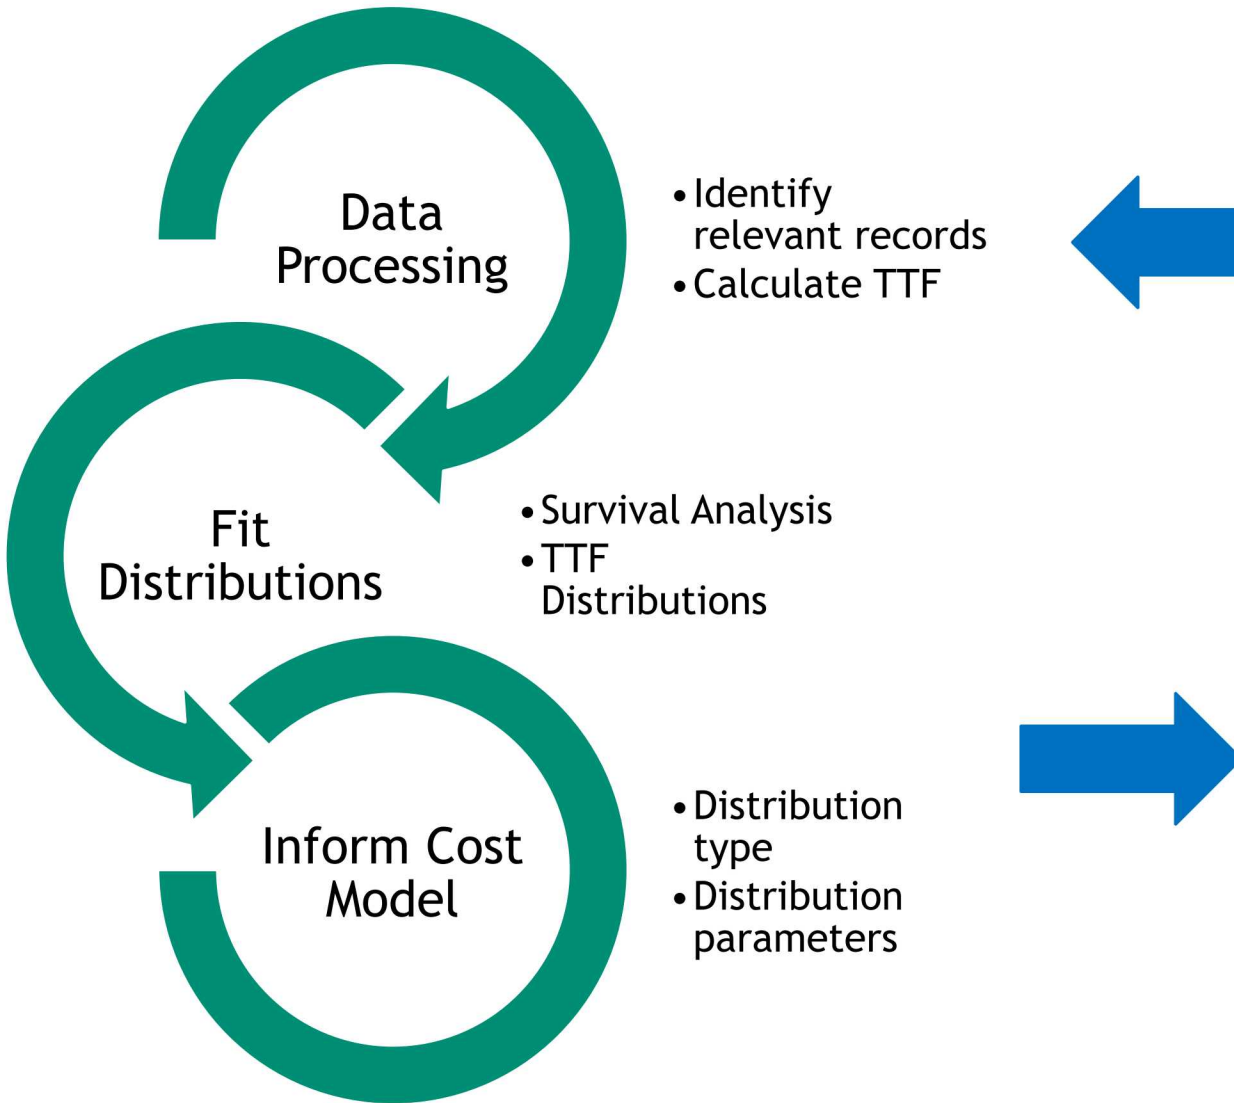 Data
Processing
• Identify
relevant records
• Calculate TTF
Fit
Distributions
• Survival Analysis
• TTF
Distributions
Inform Cost
Model
• Distribution
type
• Distribution
parameters